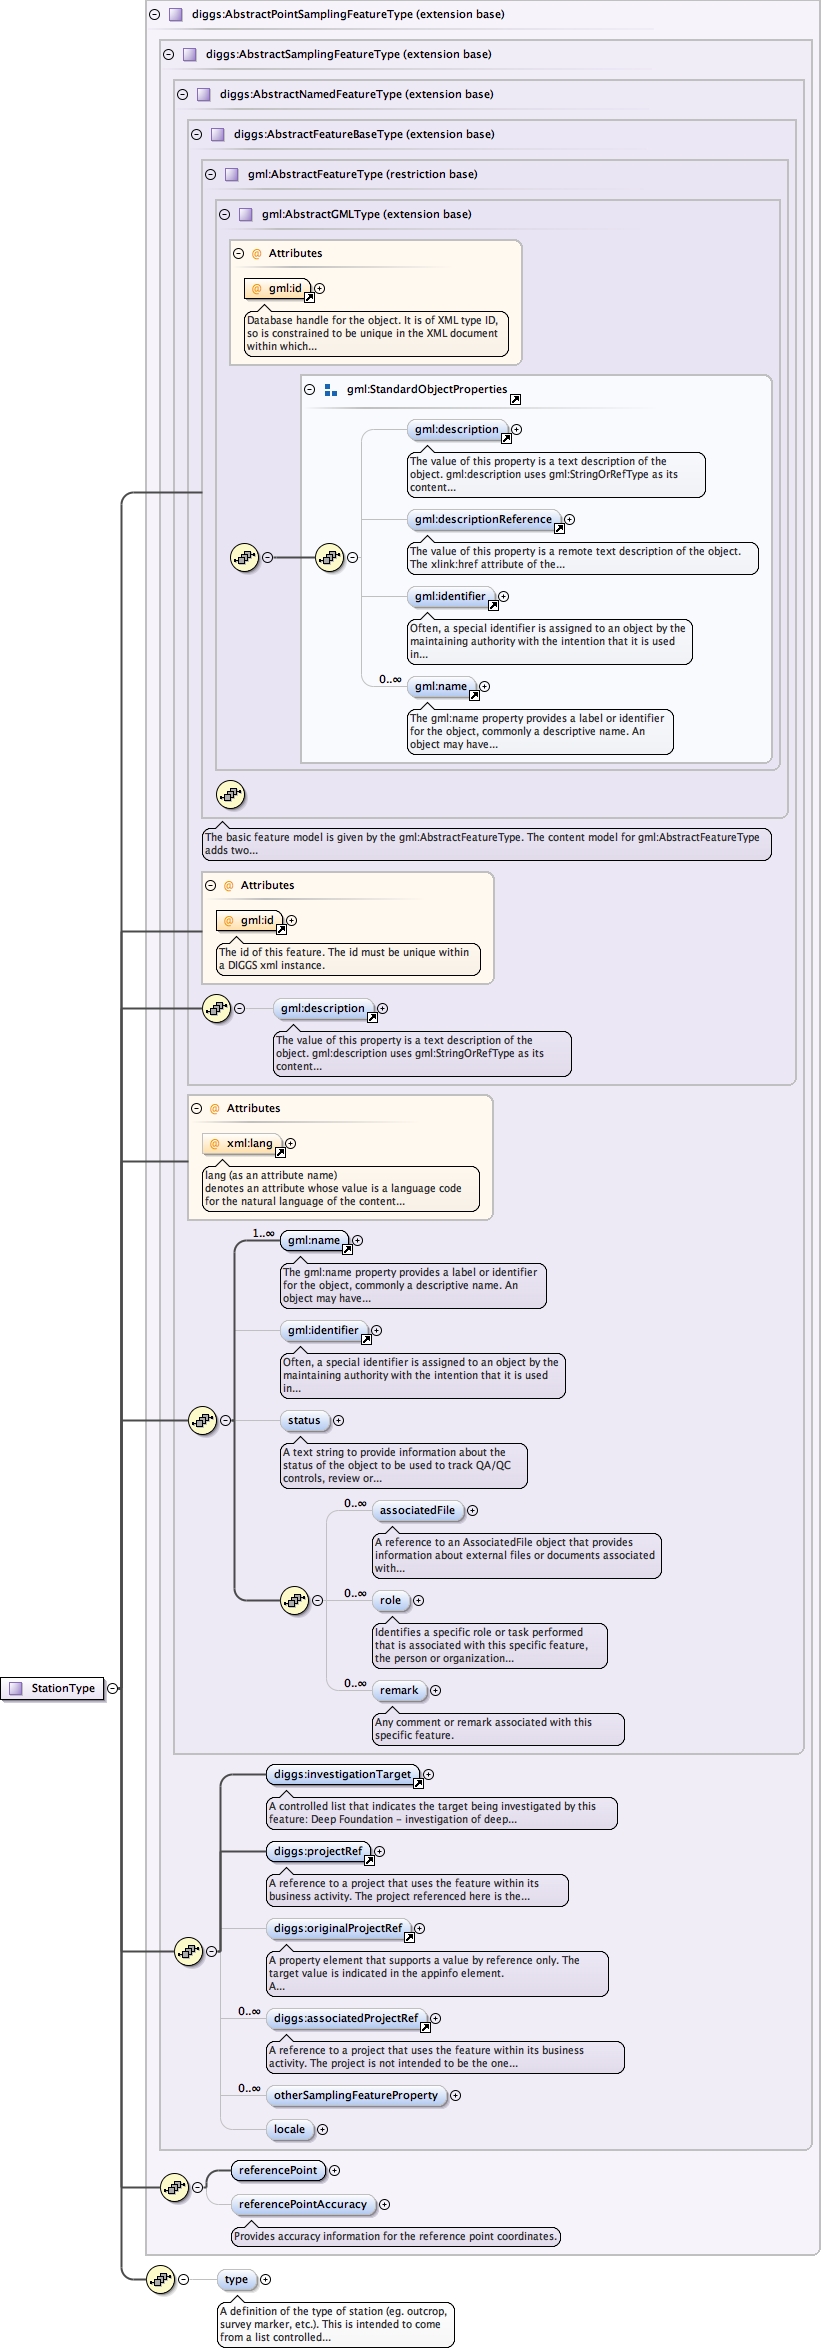 diggs:AbstractPointSamplingFeatureType (extension base)
diggs:AbstractSamplingFeatureType (extension base)
diggs:AbstractNamedFeatureType (extension base)
diggs:AbstractFeatureBaseType (extension base)
gml:AbstractFeatureType (restriction base)
gml:AbstractGMLType (extension base)
@ Attributes
@ gml:id
Database handle for the object. It is of XML type ID,
so is constrained to be unique in the XML document
within which...
gml:StandardObjectProperties
gml:description
The value of this property is a text description of the
object. gml:description uses gml:StringOrRefType as its
content...
gml:descriptionReference
The value of this property is a remote text description of the object.
The xlink:href attribute of the...
gml:identifier
Often, a special identifier is assigned to an object by the
maintaining authority with the intention that it is used
in...
0..∞
gml:name
The gml:name property provides a label or identifier
for the object, commonly a descriptive name. An
object may have...
The basic feature model is given by the gml:AbstractFeatureType. The content model for gml:AbstractFeatureType
adds two...
@ Attributes
@ gml:id
The id of this feature. The id must be unique within
a DIGGS xml instance.
gml:description
The value of this property is a text description of the
object. gml:description uses gml:StringOrRefType as its
content...
@ Attributes
@ xml:lang
lang (as an attribute name)
denotes an attribute whose value is a language code
for the natural language of the content...
1..∞
gml:name
The gml:name property provides a label or identifier
for the object, commonly a descriptive name. An
object may have...
gml:identifier
Often, a special identifier is assigned to an object by the
maintaining authority with the intention that it is used
in...
status
A text string to provide information about the
status of the object to be used to track QA/QC
controls, review or...
0..∞
associatedFile
A reference to an AssociatedFile object that provides
information about external files or documents associated
with...
0..∞
role
Identifies a specific role or task performed
that is associated with this specific feature,
the person or organization...
0..∞
remark
Any comment or remark associated with this
specific feature.
StationType
diggs:investigationTarget
A controlled list that indicates the target being investigated by this
feature: Deep Foundation - investigation of deep...
diggs:projectRef
A reference to a project that uses the feature within its
business activity. The project referenced here is the...
diggs:originalProjectRef
A property element that supports a value by reference only. The
target value is indicated in the appinfo element.
A...
0..∞
diggs:associatedProjectRef
A reference to a project that uses the feature within its business
activity. The project is not intended to be the one...
0..∞
otherSamplingFeatureProperty
locale
referencePoint
referencePointAccuracy
Provides accuracy information for the reference point coordinates.
type
A definition of the type of station (eg. outcrop,
survey marker, etc.). This is intended to come
from a list controlled...